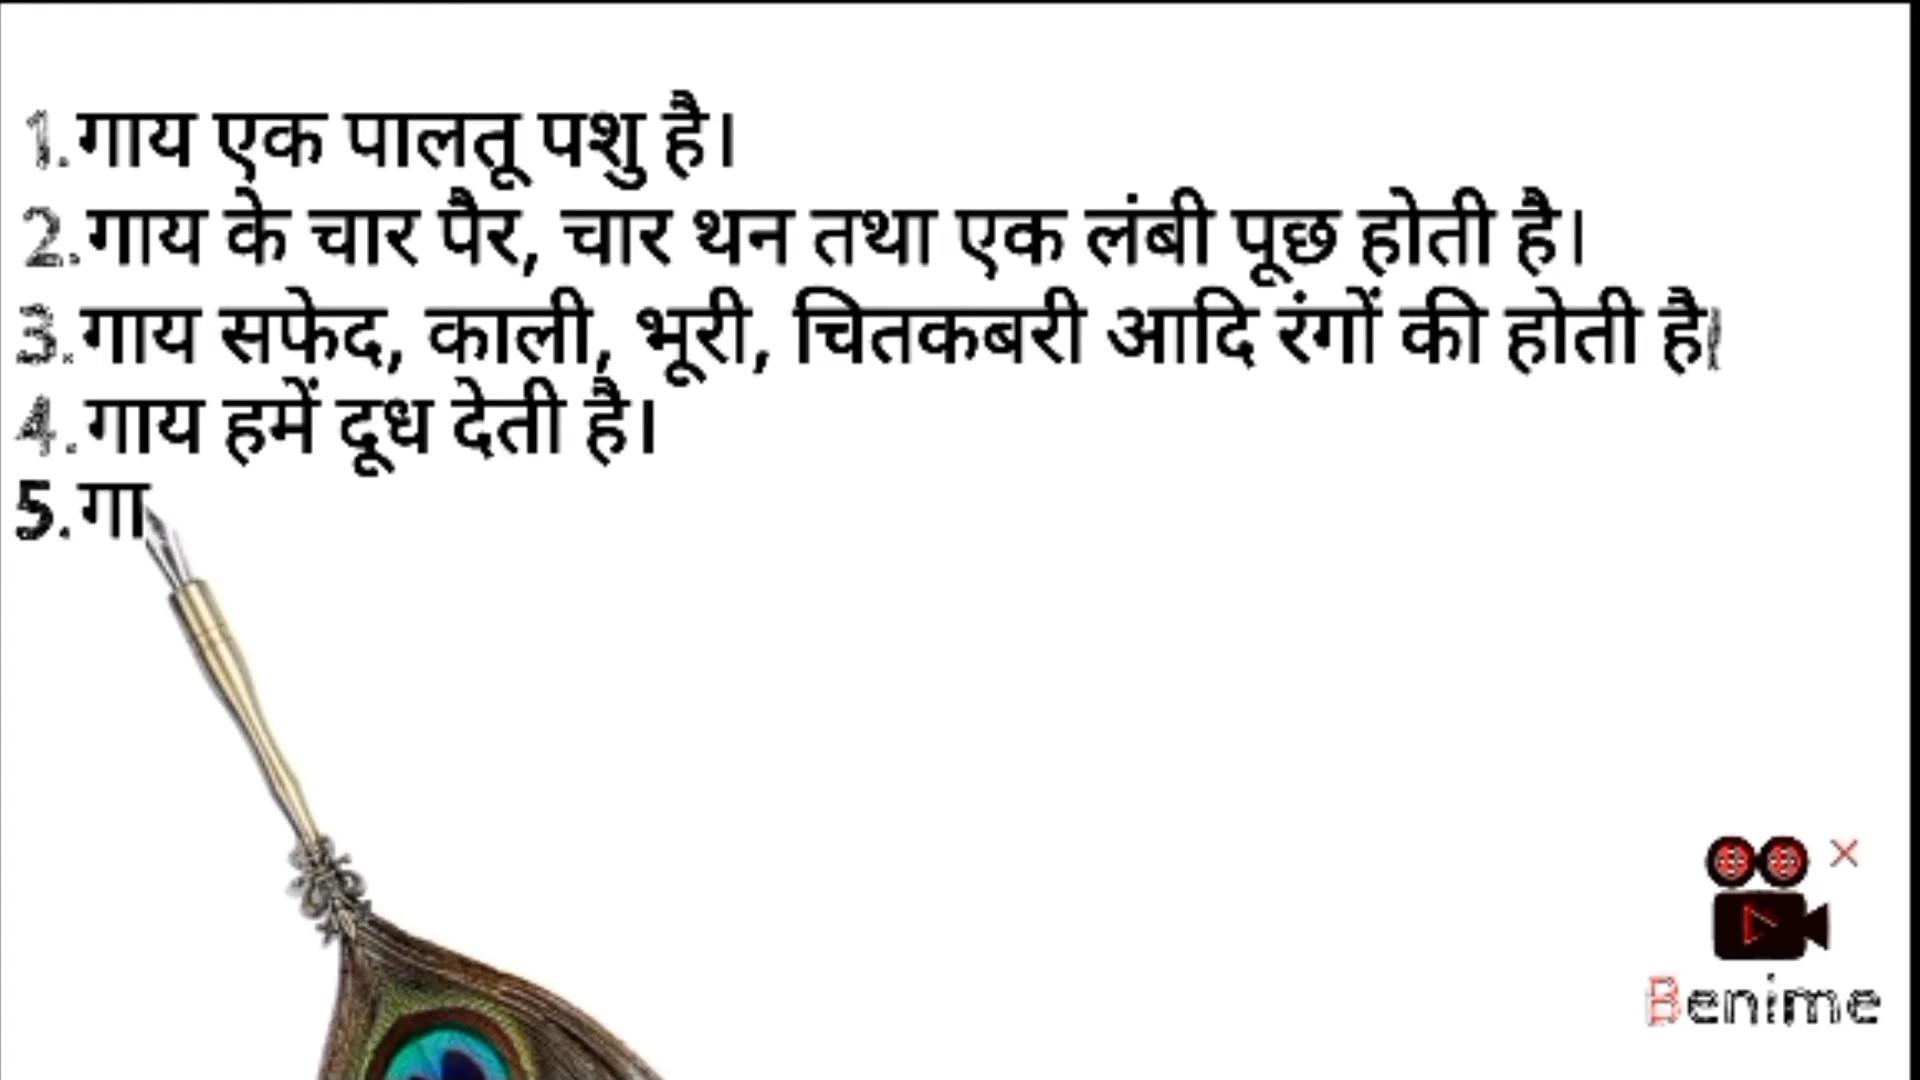 1.गाय एक पालतू पशु है।
2.गाय के चार पैर, चार थन तथा एक लंबी पूछ होती है।
3.गाय सफेद, काली, भूरी, चितकबरी आदि रंगों की होती है।
4.गाय हमें दूध देती है।
5.गा
Benime